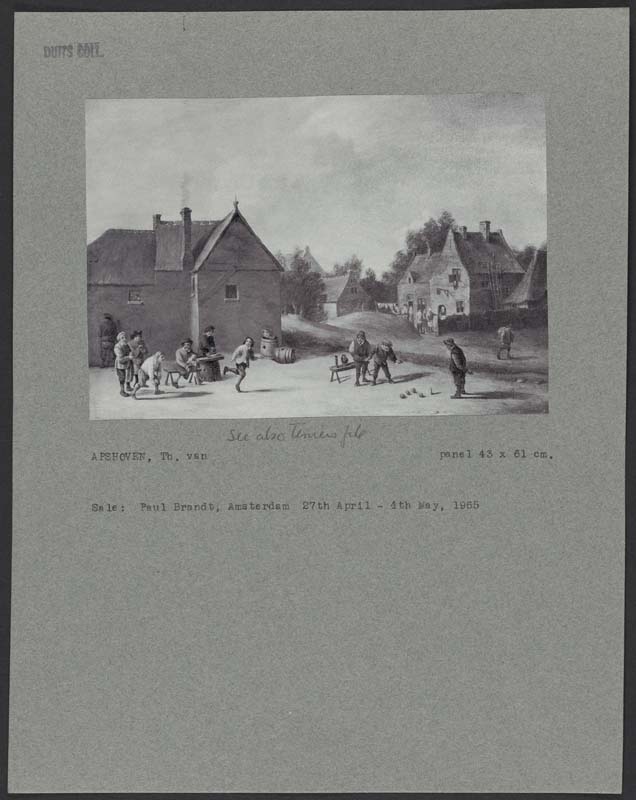 DUITS COLL.
See also Teniers file
APSHOVEN, Th. van
panel 43 x 61 cm.
Sale: Paul Brandt, Amsterdam 27th April - 4th May, 1965